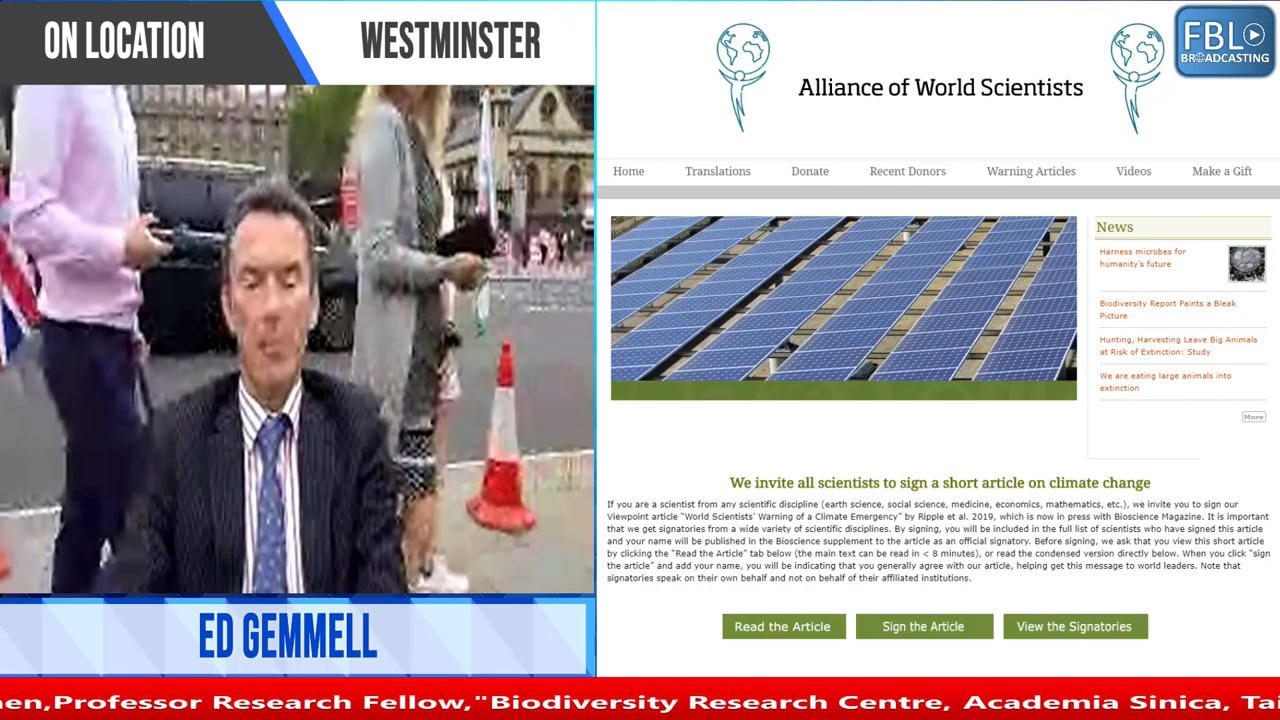 ON LOCATION
WESTMINSTER
FBL
BROADCASTING
Alliance of World Scientists
Home Translations Donate Recent Donors Warning Articles Videos Make a Gift
News
Harness microbes for
humanity's future
Biodiversity Report Paints a Bleak
Picture
Hunting, Harvesting Leave Big Animals
at Risk of Extinction: Study
We are eating large animals into
extinction
More
We invite all scientists to sign a short article on climate change
If you are a scientist from any scientific discipline (earth science, social science, medicine, economics, mathematics, etc.), we invite you to sign our
Viewpoint article "World Scientists' Warning of a Climate Emergency" by Ripple et al. 2019, which is now in press with Bioscience Magazine. It is important
that we get signatories from a wide variety of scientific disciplines. By signing, you will be included in the full list of scientists who have signed this article
and your name will be published in the Bioscience supplement to the article as an official signatory. Before signing, we ask that you view this short article
by clicking the "Read the Article" tab below (the main text can be read in < 8 minutes), or read the condensed version directly below. When you click "sign
the article" and add your name, you will be indicating that you generally agree with our article, helping get this message to world leaders. Note that
signatories speak on their own behalf and not on behalf of their affiliated institutions.
Read the Article Sign the Article View the Signatories
ED GEMMELL
hen,Professor Research Fellow,"Biodiversity Research Centre, Academia Sinica, Tai